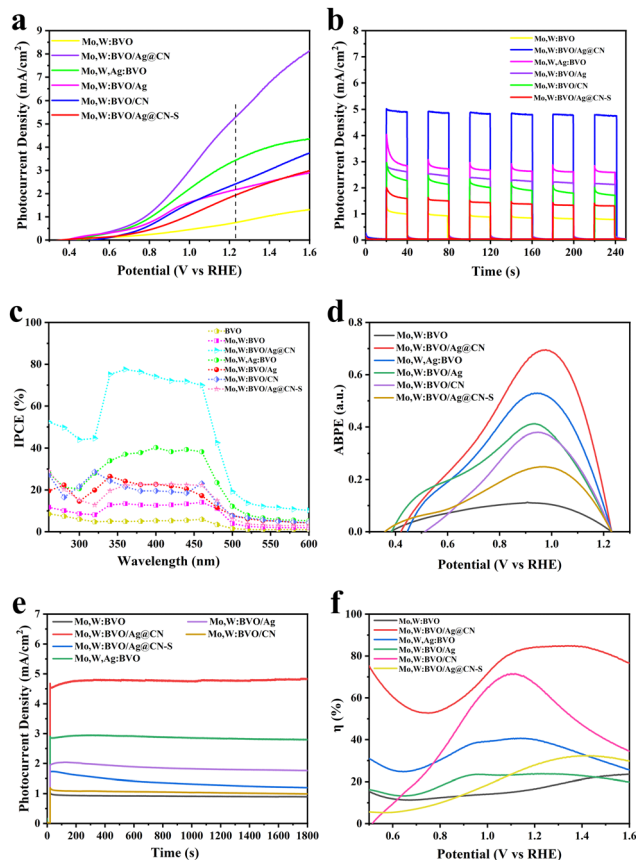 a
Photocurrent Density (mA/cm²)
9
8
7
6
5
4
3
2
1
0
Mo,W:BVO
Mo,W:BVO/Ag@CN
Mo,W,Ag:BVO
Mo,W:BVO/Ag
Mo,W:BVO/CN
Mo,W:BVO/Ag@CN-S
0.4 0.6 0.8 1.0 1.2 1.4 1.6
Potential (V vs RHE)
b
Photocurrent Density (mA/cm²)
8
7
6
5
4
3
2
1
0
Mo,W:BVO
Mo,W:BVO/Ag@CN
Mo,W,Ag:BVO
Mo,W:BVO/Ag
Mo,W:BVO/CN
Mo,W:BVO/Ag@CN-S
0 40 80 120 160 200 240
Time (s)
c
IPCE (%)
100
80
60
40
20
0
BVO
Mo,W:BVO
Mo,W:BVO/Ag@CN
Mo,W,Ag:BVO
Mo,W:BVO/Ag
Mo,W:BVO/CN
Mo,W:BVO/Ag@CN-S
300 350 400 450 500 550 600
Wavelength (nm)
d
ABPE (a.u.)
0.8
0.6
0.4
0.2
0.0
Mo,W:BVO
Mo,W:BVO/Ag@CN
Mo,W,Ag:BVO
Mo,W:BVO/Ag
Mo,W:BVO/CN
Mo,W:BVO/Ag@CN-S
0.4 0.6 0.8 1.0 1.2
Potential (V vs RHE)
e
Photocurrent Density (mA/cm²)
7
6
5
4
3
2
1
0
Mo,W:BVO Mo,W:BVO/Ag
Mo,W:BVO/Ag@CN Mo,W:BVO/CN
Mo,W:BVO/Ag@CN-S
Mo,W,Ag:BVO
0 200 400 600 800 1000 1200 1400 1600 1800
Time (s)
f
η (%)
100
80
60
40
20
0
Mo,W:BVO
Mo,W:BVO/Ag@CN
Mo,W,Ag:BVO
Mo,W:BVO/Ag
Mo,W:BVO/CN
Mo,W:BVO/Ag@CN-S
0.6 0.8 1.0 1.2 1.4 1.6
Potential (V vs RHE)